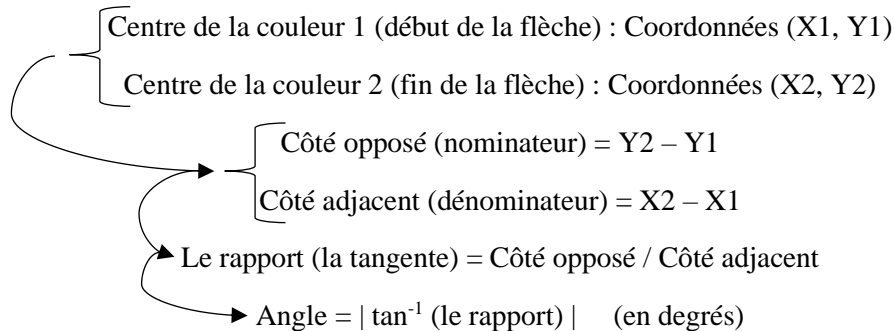 Centre de la couleur 1 (début de la flèche) : Coordonnées (X1, Y1)
Centre de la couleur 2 (fin de la flèche) : Coordonnées (X2, Y2)
Côté opposé (nominateur) = Y2 – Y1
Côté adjacent (dénominateur) = X2 – X1
Le rapport (la tangente) = Côté opposé / Côté adjacent
Angle = | tan⁻¹ (le rapport) | (en degrés)